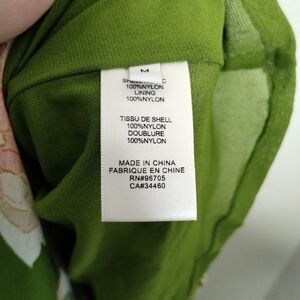 M
100%NYLON
LINING
100%NYLON
TISSU DE SHELL
100%NYLON
DOUBLURE
100%NYLON
MADE IN CHINA
FABRIQUE EN CHINE
RN#96705
CA#34460